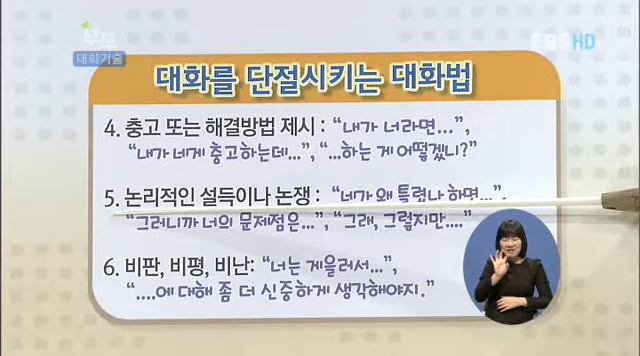 부모
대화기술
EBS HD
대화를 단절시키는 대화법
4. 충고 또는 해결방법 제시 : “내가 너라면...”,
“내가 네게 충고하는데...”, “...하는 게 어떻겠니?”
5. 논리적인 설득이나 논쟁 : “네가 왜 틀렸냐 하면...”,
“그러니까 너의 문제점은...”, “그래, 그렇지만....”
6. 비판, 비평, 비난: “너는 게을러서...”,
“....에 대해 좀 더 신중하게 생각해야지.”